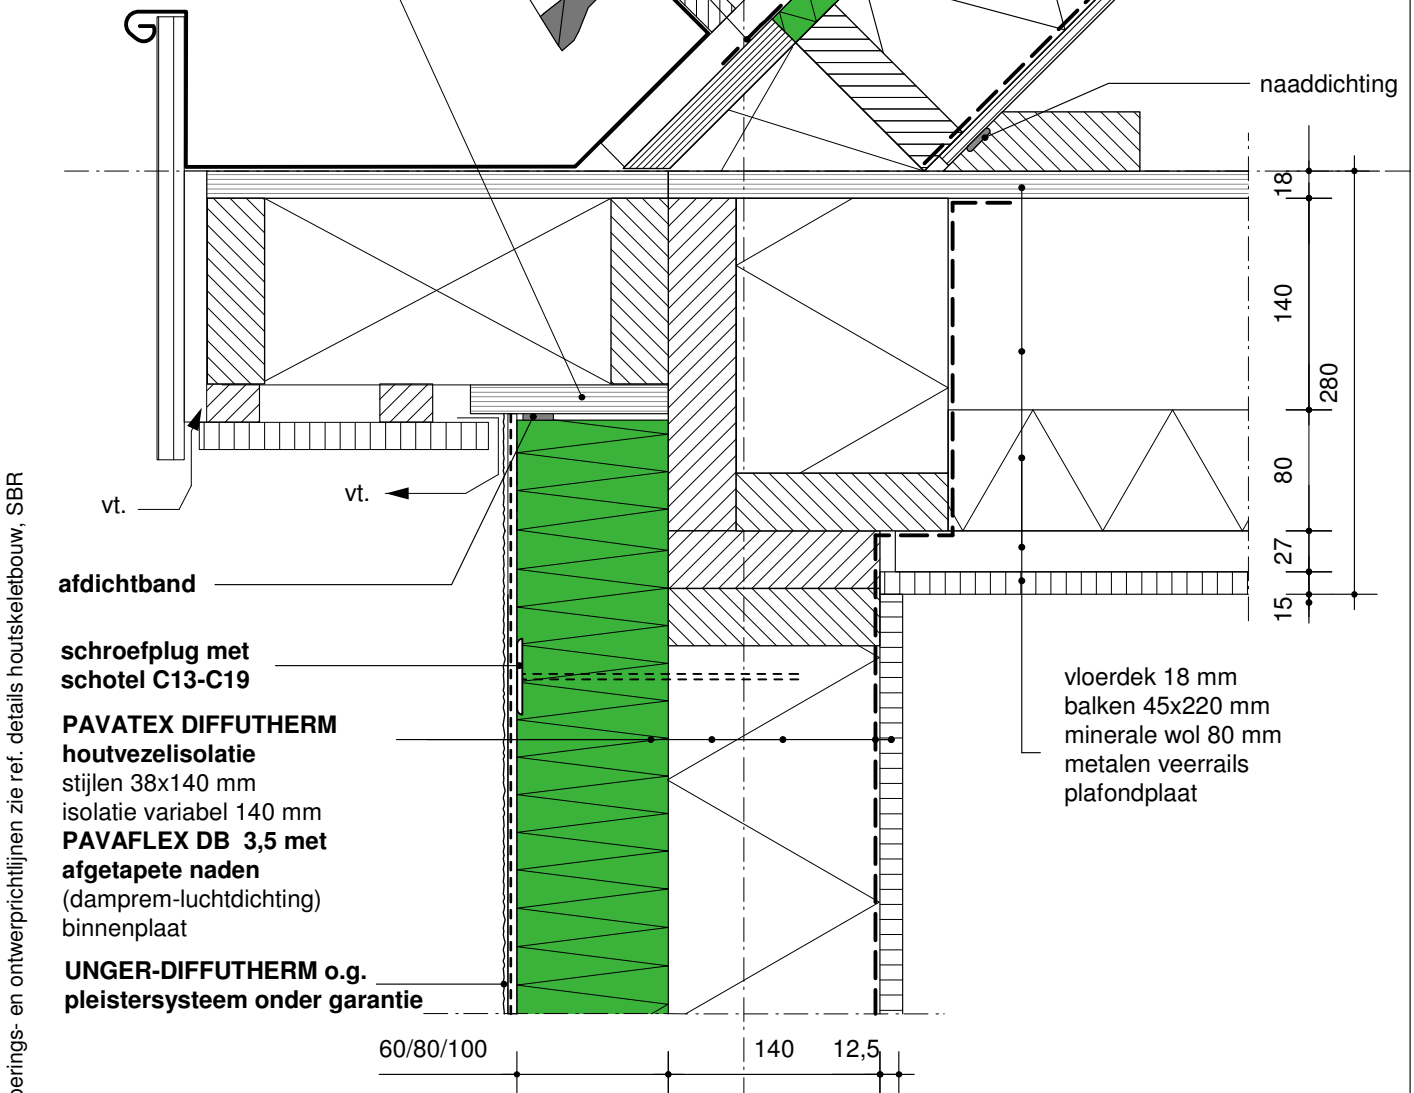 naaddichting
18
140
280
80
27
15
vt.
vt.
afdichtband
schroefplug met
schotel C13-C19
PAVATEX DIFFUTHERM
houtvezelisolatie
stijlen 38x140 mm
isolatie variabel 140 mm
PAVAFLEX DB 3,5 met
afgetapete naden
(damprem-luchtdichting)
binnenplaat
UNGER-DIFFUTHERM o.g.
pleistersysteem onder garantie
vloerdek 18 mm
balken 45x220 mm
minerale wol 80 mm
metalen veerrails
plafondplaat
60/80/100
140
12,5
en ontwerprichtlijnen zie ref. details houtskeletbouw, SBR